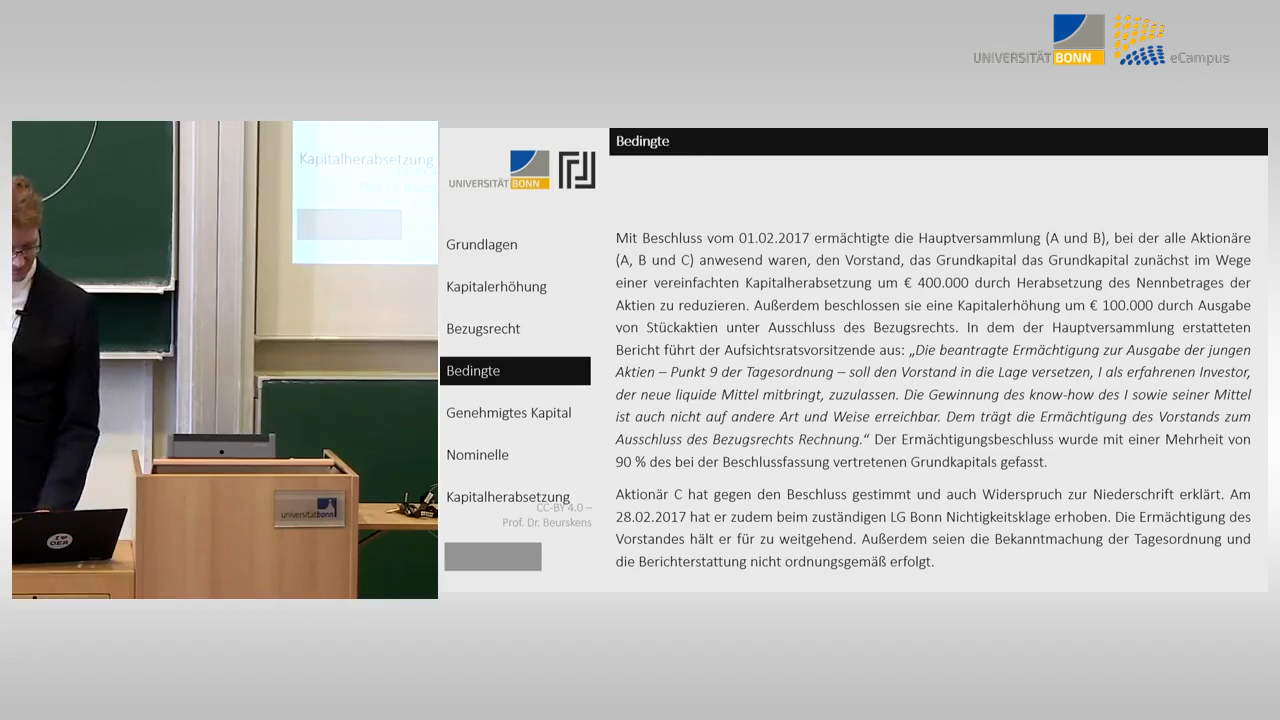 UNIVERSITÄT BONN
eCampus
Kapitalherabsetzung
universitätbonn
I ♥
OER
UNIVERSITÄT BONN
Grundlagen
Kapitalerhöhung
Bezugsrecht
Bedingte
Genehmigtes Kapital
Nominelle
Kapitalherabsetzung
CC-BY 4.0 –
Prof. Dr. Beurskens
Bedingte
Mit Beschluss vom 01.02.2017 ermächtigte die Hauptversammlung (A und B), bei der alle Aktionäre
(A, B und C) anwesend waren, den Vorstand, das Grundkapital das Grundkapital zunächst im Wege
einer vereinfachten Kapitalherabsetzung um € 400.000 durch Herabsetzung des Nennbetrages der
Aktien zu reduzieren. Außerdem beschlossen sie eine Kapitalerhöhung um € 100.000 durch Ausgabe
von Stückaktien unter Ausschluss des Bezugsrechts. In dem der Hauptversammlung erstatteten
Bericht führt der Aufsichtsratsvorsitzende aus: „Die beantragte Ermächtigung zur Ausgabe der jungen
Aktien – Punkt 9 der Tagesordnung – soll den Vorstand in die Lage versetzen, I als erfahrenen Investor,
der neue liquide Mittel mitbringt, zuzulassen. Die Gewinnung des know-how des I sowie seiner Mittel
ist auch nicht auf andere Art und Weise erreichbar. Dem trägt die Ermächtigung des Vorstands zum
Ausschluss des Bezugsrechts Rechnung.“ Der Ermächtigungsbeschluss wurde mit einer Mehrheit von
90 % des bei der Beschlussfassung vertretenen Grundkapitals gefasst.
Aktionär C hat gegen den Beschluss gestimmt und auch Widerspruch zur Niederschrift erklärt. Am
28.02.2017 hat er zudem beim zuständigen LG Bonn Nichtigkeitsklage erhoben. Die Ermächtigung des
Vorstandes hält er für zu weitgehend. Außerdem seien die Bekanntmachung der Tagesordnung und
die Berichterstattung nicht ordnungsgemäß erfolgt.